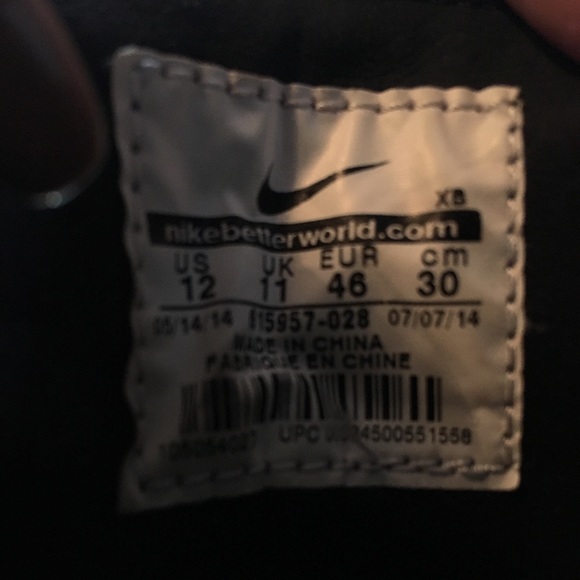 XB
nikebetterworld.com
US UK EUR cm
12 11 46 30
05/14/14 615957-028 07/07/14
MADE IN CHINA
FABRIQUE EN CHINE
UPC